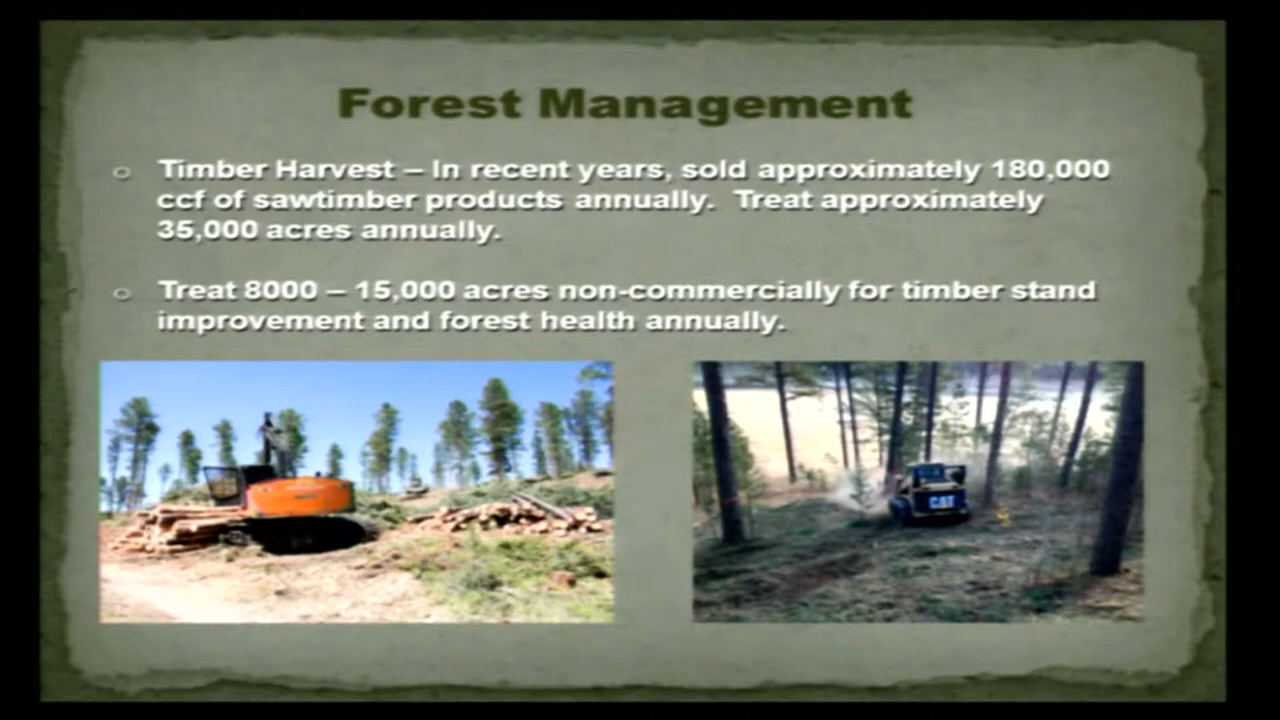 Forest Management
Timber Harvest – In recent years, sold approximately 180,000
ccf of sawtimber products annually.  Treat approximately
35,000 acres annually.
Treat 8000 – 15,000 acres non-commercially for timber stand
improvement and forest health annually.
CAT